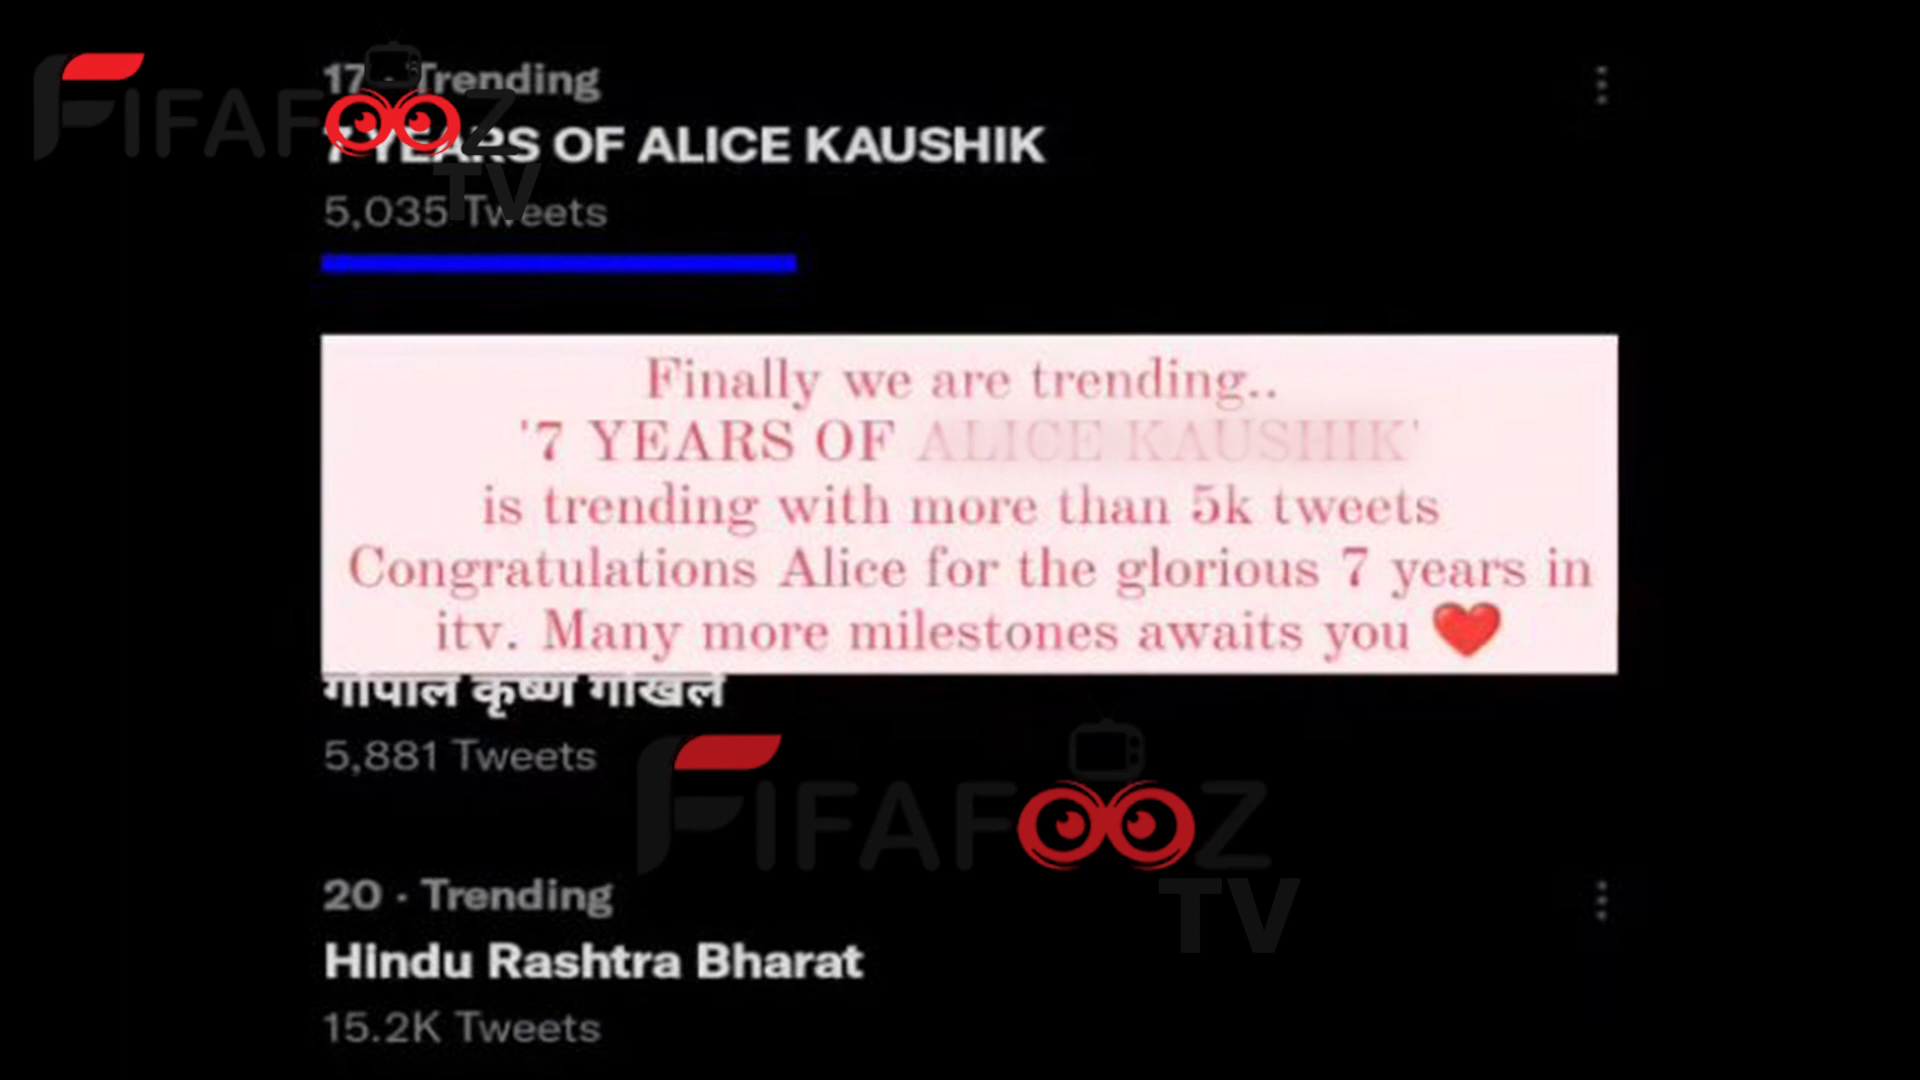 17 · Trending
7 YEARS OF ALICE KAUSHIK
5,035 Tweets
FIFAFOOZ
TV
Finally we are trending..
'7 YEARS OF ALICE KAUSHIK'
is trending with more than 5k tweets
Congratulations Alice for the glorious 7 years in
itv. Many more milestones awaits you ❤️
गोपाल कृष्ण गोखले
5,881 Tweets
FIFAFOOZ
TV
20 · Trending
Hindu Rashtra Bharat
15.2K Tweets